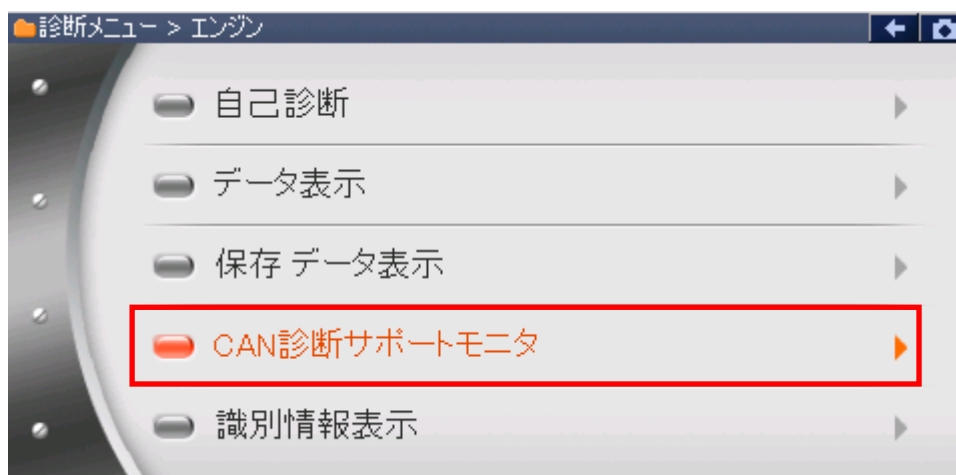 診断メニュー > エンジン
自己診断
データ表示
保存 データ表示
CAN診断サポートモニタ
識別情報表示